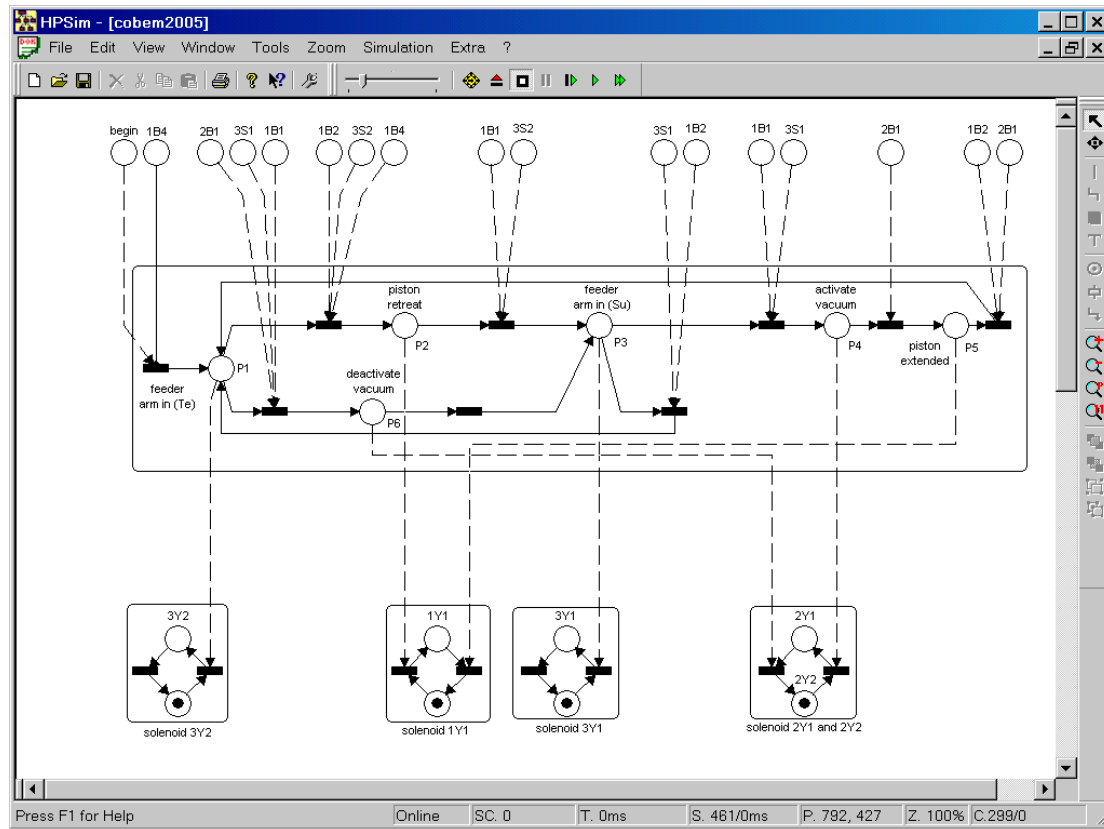 HPSim - [cobem2005]
File Edit View Window Tools Zoom Simulation Extra ?
begin 1B4 2B1 3S1 1B1 1B2 3S2 1B4 1B1 3S2 3S1 1B2 1B1 3S1 2B1 1B2 2B1
piston
retreat
feeder
arm in (Su)
activate
vacuum
P1
P2
P3
P4
P5
piston
extended
feeder
arm in (Te)
deactivate
vacuum
P6
3Y2
1Y1
3Y1
2Y1
2Y2
solenoid 3Y2
solenoid 1Y1
solenoid 3Y1
solenoid 2Y1 and 2Y2
Press F1 for Help Online SC. 0 T. 0ms S. 461/0ms P. 792, 427 Z. 100% C.299/0